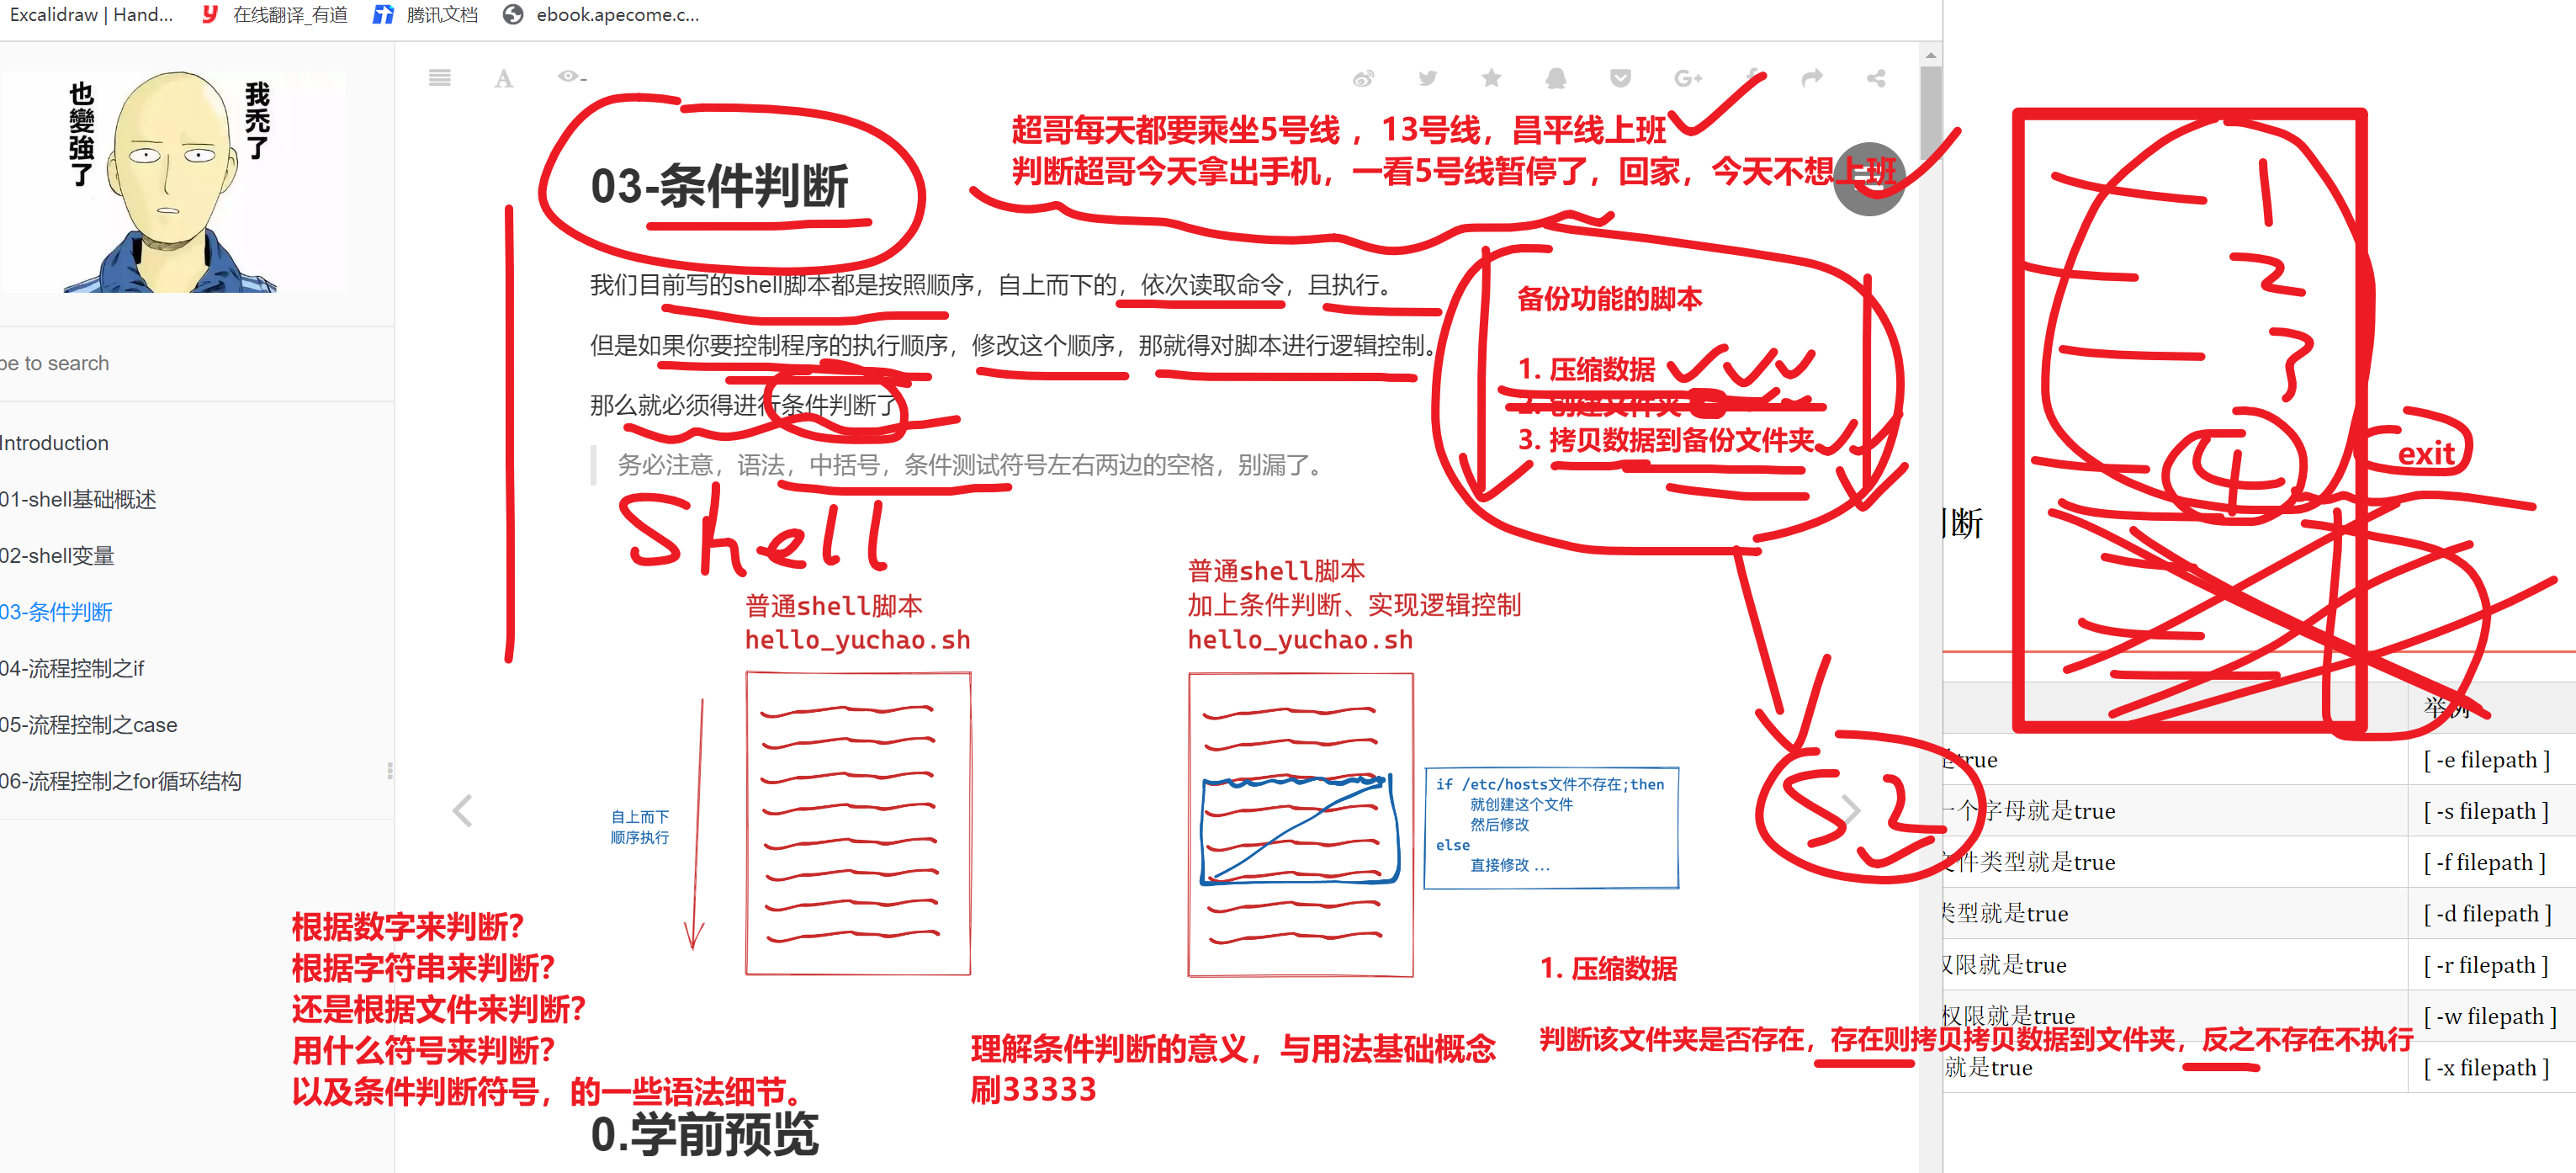 Excalidraw | Hand...
在线翻译_有道
腾讯文档
ebook.apecome.c...
也變強了
我禿了
pe to search
Introduction
01-shell基础概述
02-shell变量
03-条件判断
04-流程控制之if
05-流程控制之case
06-流程控制之for循环结构
超哥每天都要乘坐5号线 ，13号线，昌平线上班
判断超哥今天拿出手机，一看5号线暂停了，回家，今天不想上班
03-条件判断
我们目前写的shell脚本都是按照顺序，自上而下的，依次读取命令，且执行。
但是如果你要控制程序的执行顺序，修改这个顺序，那就得对脚本进行逻辑控制。
那么就必须得进行条件判断了
务必注意，语法，中括号，条件测试符号左右两边的空格，别漏了。
备份功能的脚本
1. 压缩数据
2. 创建文件夹
3. 拷贝数据到备份文件夹
Shell
普通shell脚本
hello_yuchao.sh
自上而下
顺序执行
普通shell脚本
加上条件判断、实现逻辑控制
hello_yuchao.sh
if /etc/hosts文件不存在;then
就创建这个文件
然后修改
else
直接修改 ...
S2
1
2
3
4
exit
判断
举例
是true
[ -e filepath ]
一个字母就是true
[ -s filepath ]
文件类型就是true
[ -f filepath ]
类型就是true
[ -d filepath ]
权限就是true
[ -r filepath ]
权限就是true
[ -w filepath ]
就是true
[ -x filepath ]
根据数字来判断？
根据字符串来判断？
还是根据文件来判断？
用什么符号来判断？
以及条件判断符号，的一些语法细节。
理解条件判断的意义，与用法基础概念
刷33333
1. 压缩数据
判断该文件夹是否存在，存在则拷贝拷贝数据到文件夹，反之不存在不执行
0.学前预览